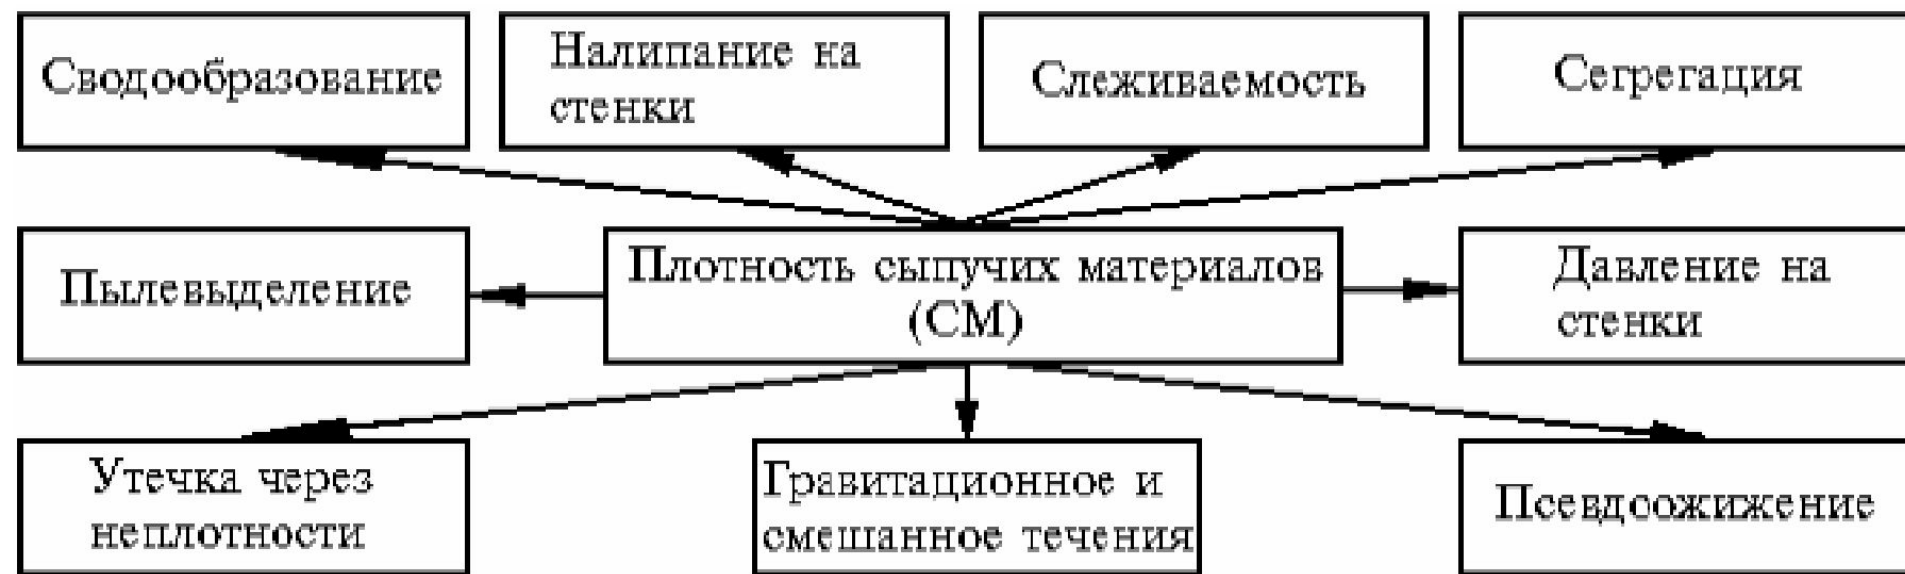 Сводообразование
Налипание на
стенки
Слеживаемость
Сегрегация
Пылевыделение
Плотность сыпучих материалов
(СМ)
Давление на
стенки
Утечка через
неплотности
Гравитационное и
смешанное течения
Псевдоожижение